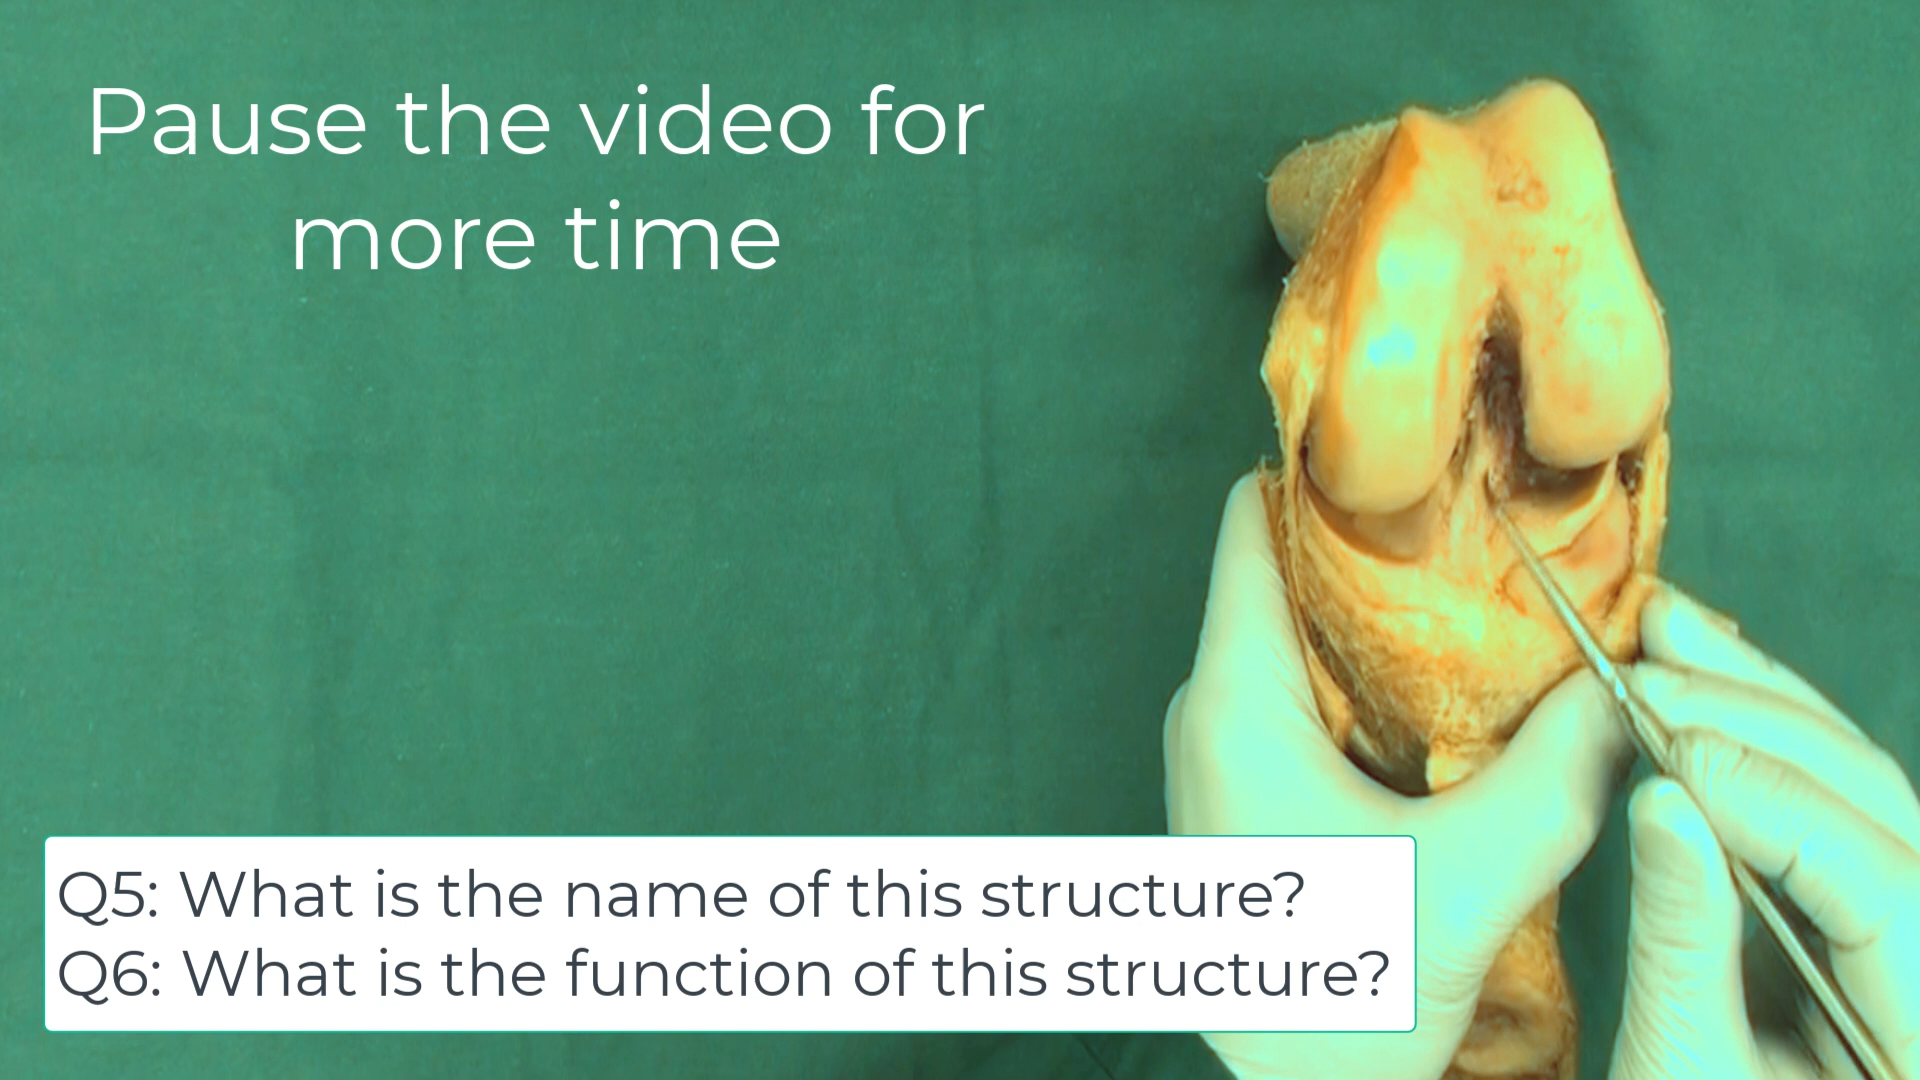 Pause the video for
more time
Q5: What is the name of this structure?
Q6: What is the function of this structure?